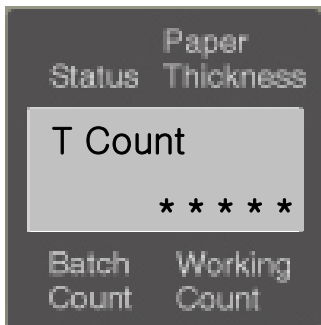 Paper
Status Thickness
T Count
*****
Batch Working
Count Count